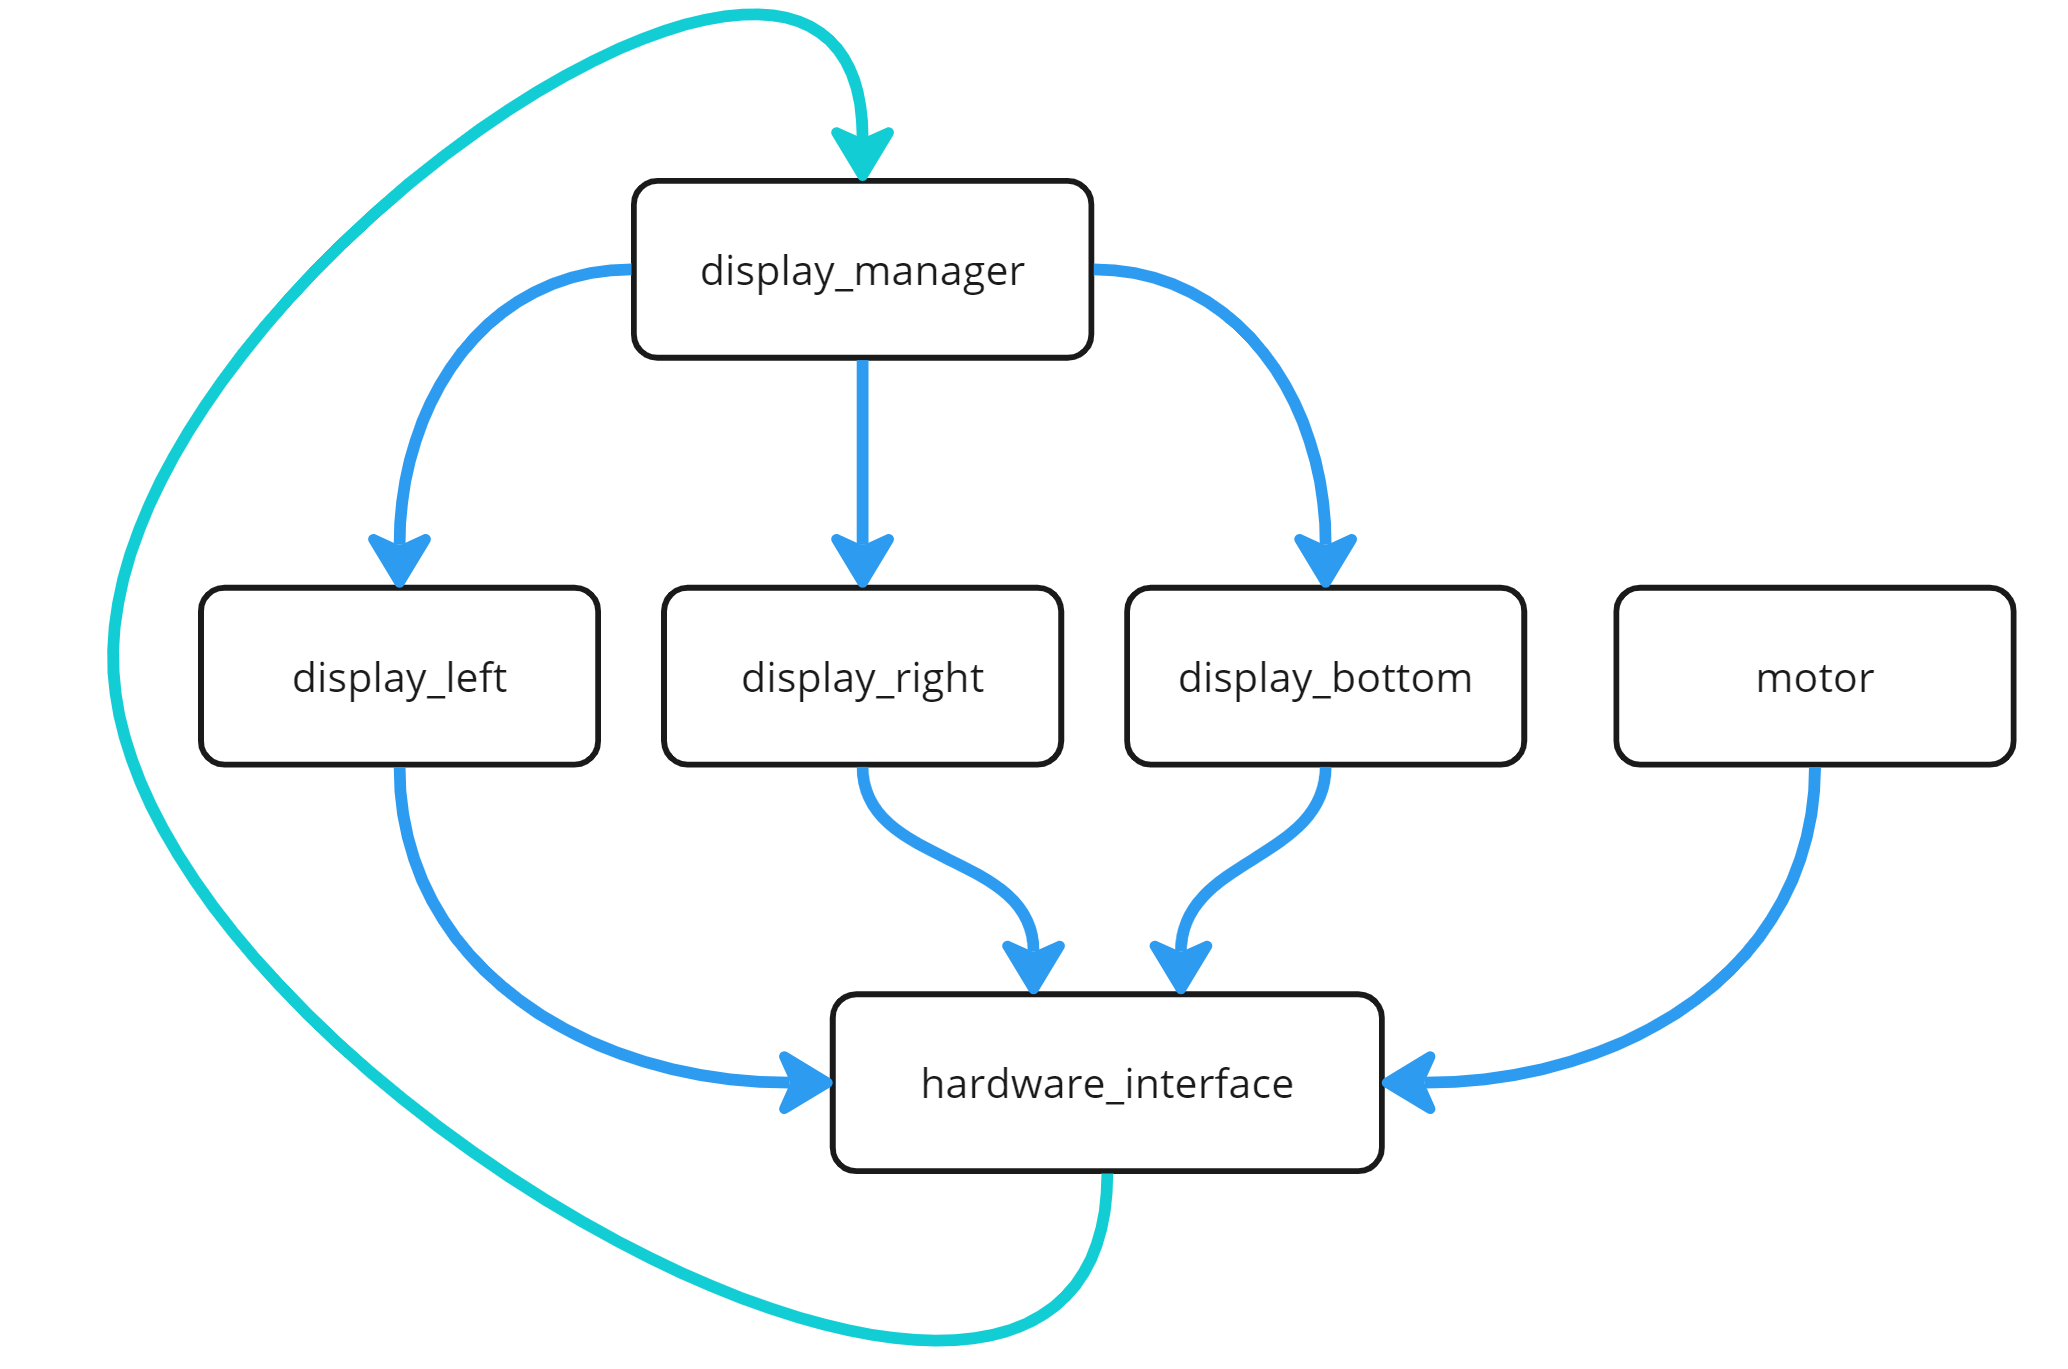 display_manager
display_left
display_right
display_bottom
motor
hardware_interface